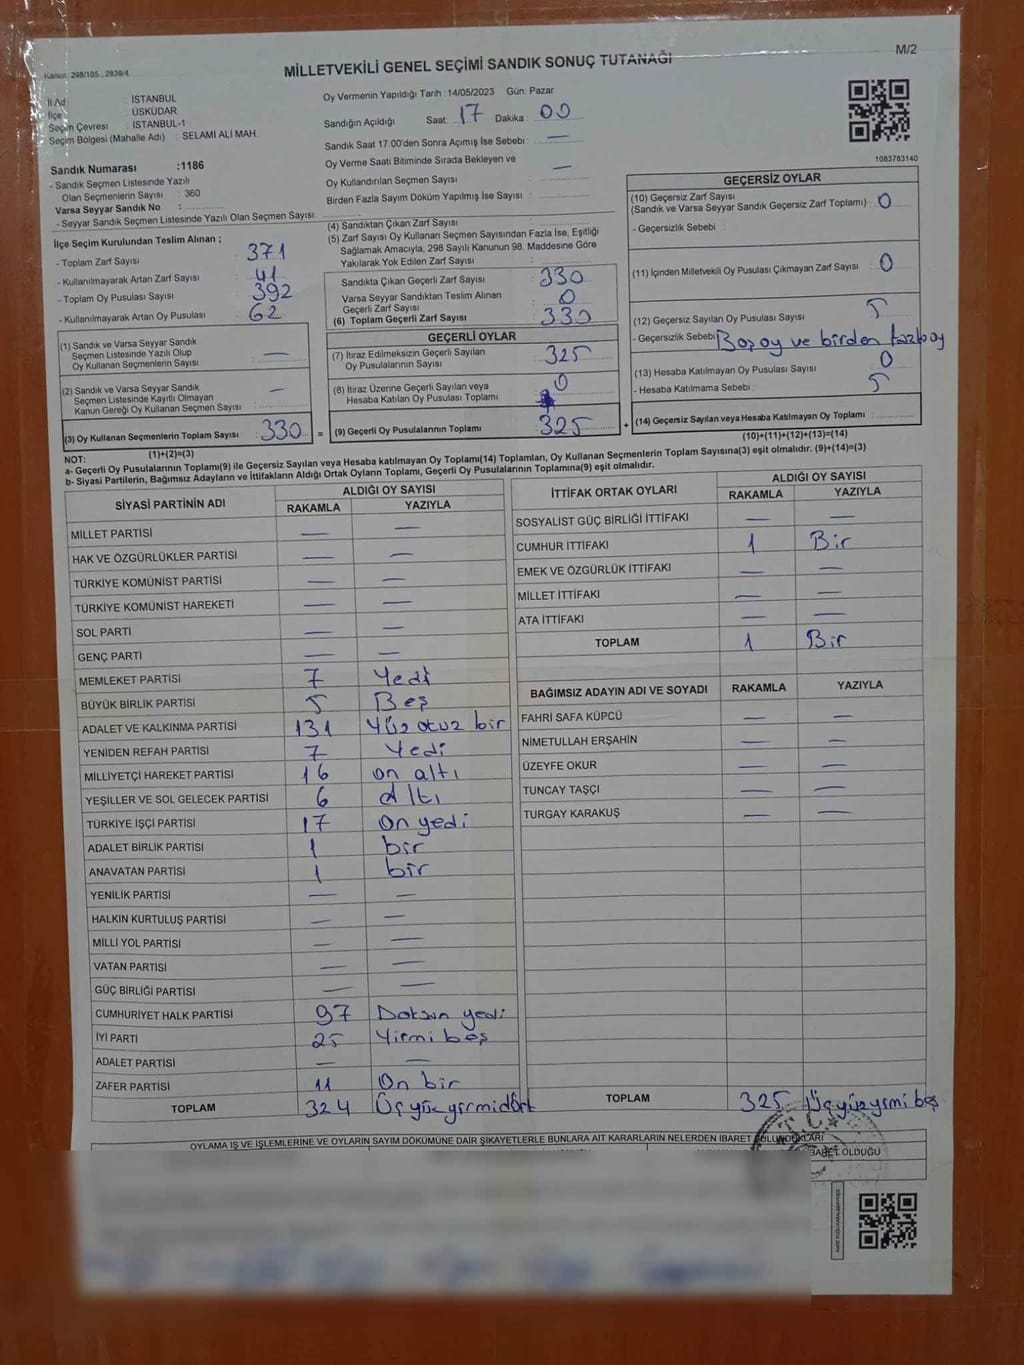 Kanun: 298/105 , 2839/4
MİLLETVEKİLİ GENEL SEÇİMİ SANDIK SONUÇ TUTANAĞI
M/2
İl Ad : İSTANBUL
İlçe : ÜSKÜDAR
Seçim Çevresi : İSTANBUL-1
Seçim Bölgesi (Mahalle Adı) : SELAMİ ALİ MAH.
Sandık Numarası :1186
- Sandık Seçmen Listesinde Yazılı
Olan Seçmenlerin Sayısı : 360
Varsa Seyyar Sandık No :
- Seyyar Sandık Seçmen Listesinde Yazılı Olan Seçmen Sayısı:
Oy Vermenin Yapıldığı Tarih : 14/05/2023 Gün: Pazar
Sandığın Açıldığı Saat: 17 Dakika : 00
Sandık Saat 17:00'den Sonra Açımış İse Sebebi : —
Oy Verme Saati Bitiminde Sırada Bekleyen ve
Oy Kullandırılan Seçmen Sayısı : —
Birden Fazla Sayım Döküm Yapılmış İse Sayısı :
1083783140
İlçe Seçim Kurulundan Teslim Alınan ;
- Toplam Zarf Sayısı : 371
- Kullanılmayarak Artan Zarf Sayısı : 41
- Toplam Oy Pusulası Sayısı : 392
- Kullanılmayarak Artan Oy Pusulası : 62
(1) Sandık ve Varsa Seyyar Sandık
Seçmen Listesinde Yazılı Olup
Oy Kullanan Seçmenlerin Sayısı : —
(2) Sandık ve Varsa Seyyar Sandık
Seçmen Listesinde Kayıtlı Olmayan
Kanun Gereği Oy Kullanan Seçmen Sayısı : —
(3) Oy Kullanan Seçmenlerin Toplam Sayısı : 330 =
(1)+(2)=(3)
(4) Sandıktan Çıkan Zarf Sayısı :
(5) Zarf Sayısı Oy Kullanan Seçmen Sayısından Fazla İse, Eşitliği
Sağlamak Amacıyla, 298 Sayılı Kanunun 98. Maddesine Göre
Yakılarak Yok Edilen Zarf Sayısı :
Sandıkta Çıkan Geçerli Zarf Sayısı : 330
Varsa Seyyar Sandıktan Teslim Alınan
Geçerli Zarf Sayısı : 0
(6) Toplam Geçerli Zarf Sayısı : 330
GEÇERLİ OYLAR
(7) İtiraz Edilmeksizin Geçerli Sayılan
Oy Pusulalarının Sayısı : 325
(8) İtiraz Üzerine Geçerli Sayılan veya
Hesaba Katılan Oy Pusulası Toplamı : 0
(9) Geçerli Oy Pusulalarının Toplamı : 325 +
GEÇERSİZ OYLAR
(10) Geçersiz Zarf Sayısı
(Sandık ve Varsa Seyyar Sandık Geçersiz Zarf Toplamı) : 0
- Geçersizlik Sebebi :
(11) İçinden Milletvekili Oy Pusulası Çıkmayan Zarf Sayısı : 0
(12) Geçersiz Sayılan Oy Pusulası Sayısı : 5
- Geçersizlik Sebebi: Boş oy ve birden fazla oy
(13) Hesaba Katılmayan Oy Pusulası Sayısı : 0
- Hesaba Katılmama Sebebi : 5
(14) Geçersiz Sayılan veya Hesaba Katılmayan Oy Toplamı :
(10)+(11)+(12)+(13)=(14)
NOT:
a- Geçerli Oy Pusulalarının Toplamı(9) ile Geçersiz Sayılan veya Hesaba katılmayan Oy Toplamı(14) Toplamları, Oy Kullanan Seçmenlerin Toplam Sayısına(3) eşit olmalıdır. (9)+(14)=(3)
b- Siyasi Partilerin, Bağımsız Adayların ve İttifakların Aldığı Ortak Oyların Toplamı, Geçerli Oy Pusulalarının Toplamına(9) eşit olmalıdır.
SİYASİ PARTİNİN ADI
ALDIĞI OY SAYISI
RAKAMLA YAZIYLA
MİLLET PARTİSİ — —
HAK VE ÖZGÜRLÜKLER PARTİSİ — —
TÜRKİYE KOMÜNİST PARTİSİ — —
TÜRKİYE KOMÜNİST HAREKETİ — —
SOL PARTİ — —
GENÇ PARTİ — —
MEMLEKET PARTİSİ 7 Yedi
BÜYÜK BİRLİK PARTİSİ 5 Beş
ADALET VE KALKINMA PARTİSİ 131 Yüz otuz bir
YENİDEN REFAH PARTİSİ 7 Yedi
MİLLİYETÇİ HAREKET PARTİSİ 16 on altı
YEŞİLLER VE SOL GELECEK PARTİSİ 6 Altı
TÜRKİYE İŞÇİ PARTİSİ 17 On yedi
ADALET BİRLİK PARTİSİ 1 bir
ANAVATAN PARTİSİ 1 bir
YENİLİK PARTİSİ — —
HALKIN KURTULUŞ PARTİSİ — —
MİLLİ YOL PARTİSİ — —
VATAN PARTİSİ — —
GÜÇ BİRLİĞİ PARTİSİ — —
CUMHURİYET HALK PARTİSİ 97 Doksan yedi
İYİ PARTİ 25 Yirmi beş
ADALET PARTİSİ — —
ZAFER PARTİSİ 11 On bir
TOPLAM 324 Üçyüz yirmidört
İTTİFAK ORTAK OYLARI
ALDIĞI OY SAYISI
RAKAMLA YAZIYLA
SOSYALİST GÜÇ BİRLİĞİ İTTİFAKI — —
CUMHUR İTTİFAKI 1 Bir
EMEK VE ÖZGÜRLÜK İTTİFAKI — —
MİLLET İTTİFAKI — —
ATA İTTİFAKI — —
TOPLAM 1 Bir
BAĞIMSIZ ADAYIN ADI VE SOYADI RAKAMLA YAZIYLA
FAHRİ SAFA KÜPCÜ — —
NİMETULLAH ERŞAHİN — —
ÜZEYFE OKUR — —
TUNCAY TAŞÇI — —
TURGAY KARAKUŞ — —
TOPLAM 325 Üçyüzyirmi beş
OYLAMA İŞ VE İŞLEMLERİNE VE OYLARIN SAYIM DÖKÜMÜNE DAİR ŞİKAYETLERLE BUNLARA AİT KARARLARIN NELERDEN İBARET BULUNDUKLARI
T.C.
İBARET OLDUĞU